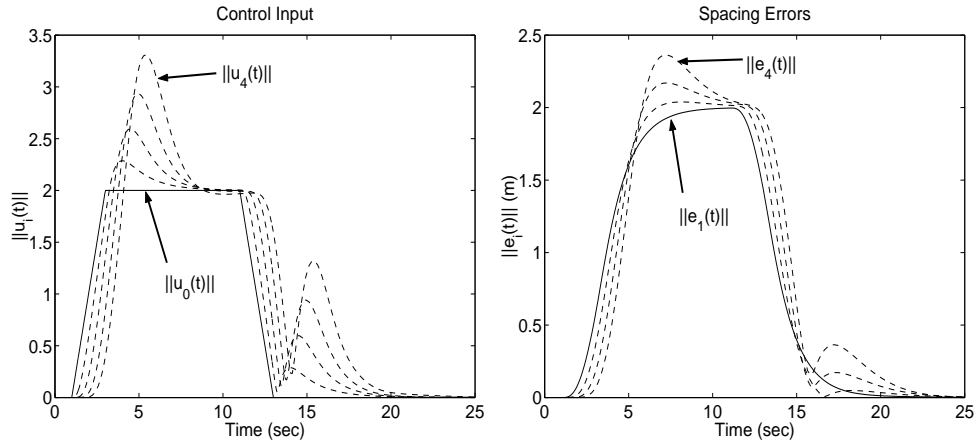 Control Input
3.5
3
2.5
2
1.5
1
0.5
0
0
5
10
15
20
25
Time (sec)
||u_i(t)||
||u_4(t)||
||u_0(t)||
Spacing Errors
2.5
2
1.5
1
0.5
0
0
5
10
15
20
25
Time (sec)
||e_i(t)|| (m)
||e_4(t)||
||e_1(t)||